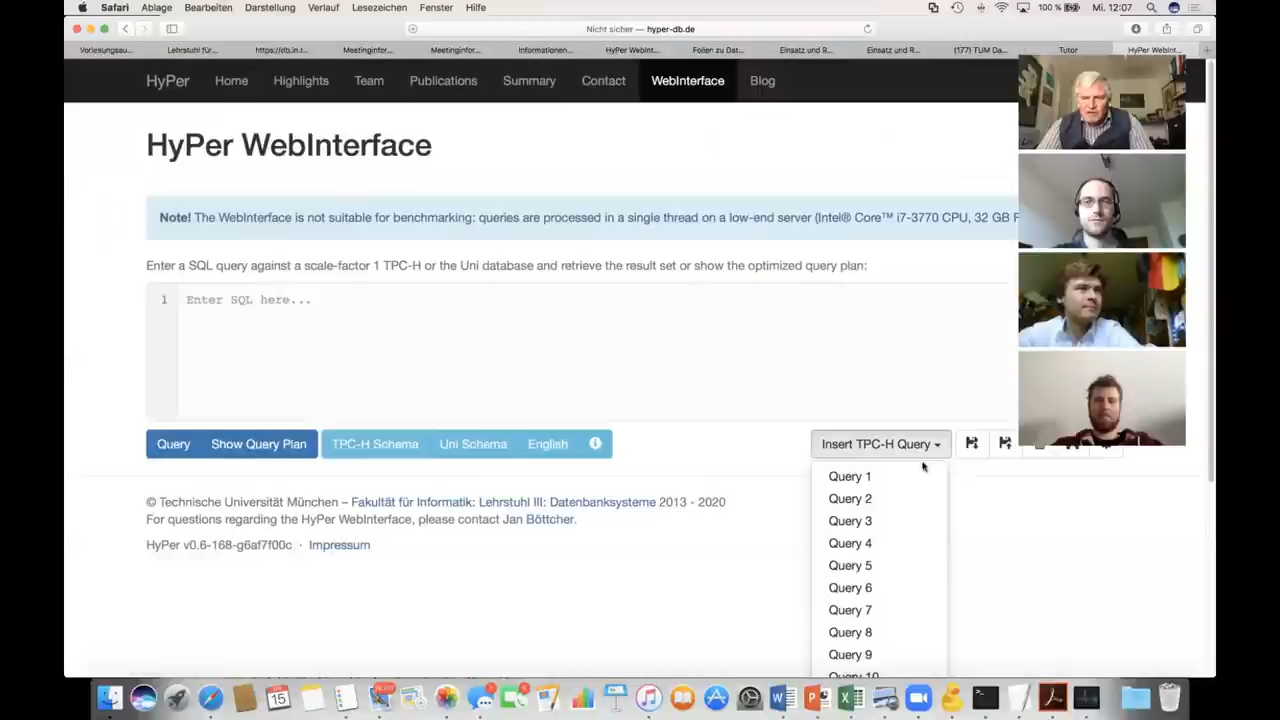 Safari Ablage Bearbeiten Darstellung Verlauf Lesezeichen Fenster Hilfe 100 % Mi. 12:07
Nicht sicher — hyper-db.de
Vorlesungsau... Lehrstuhl für... https://db.in.t... Meetinginfor... Meetinginfor... Informationen... HyPer WebInt... Folien zu Dat... Einsatz und R... Einsatz und R... (177) TUM Da... Tutor HyPer WebInt...
HyPer Home Highlights Team Publications Summary Contact WebInterface Blog
HyPer WebInterface
Note! The WebInterface is not suitable for benchmarking: queries are processed in a single thread on a low-end server (Intel® Core™ i7-3770 CPU, 32 GB
Enter a SQL query against a scale-factor 1 TPC-H or the Uni database and retrieve the result set or show the optimized query plan:
1 Enter SQL here...
Query Show Query Plan TPC-H Schema Uni Schema English Insert TPC-H Query
Query 1
Query 2
Query 3
Query 4
Query 5
Query 6
Query 7
Query 8
Query 9
Query 10
© Technische Universität München – Fakultät für Informatik: Lehrstuhl III: Datenbanksysteme 2013 - 2020
For questions regarding the HyPer WebInterface, please contact Jan Böttcher.
HyPer v0.6-168-g6af7f00c · Impressum
15